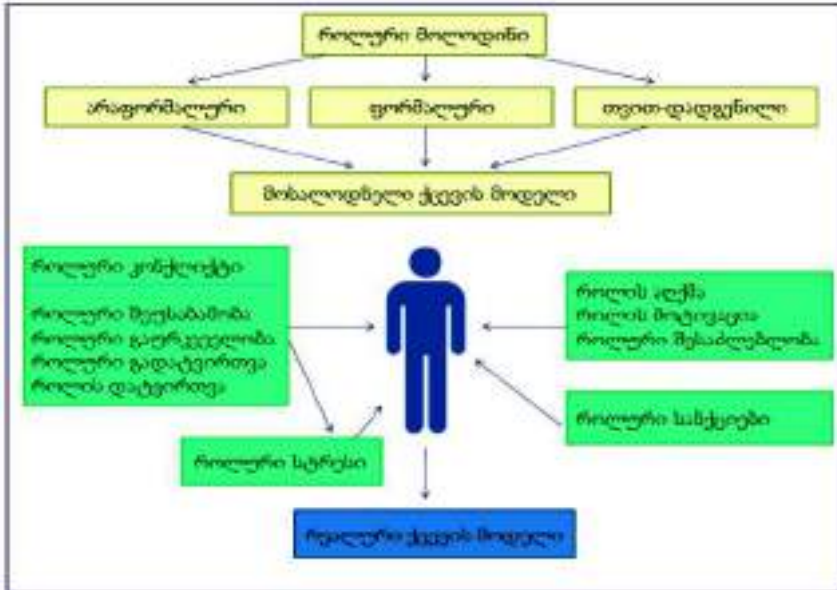 როლური მოლოდინი
არაფორმალური
ფორმალური
თვით-დადგენილი
მოსალოდნელი ქცევის მოდელი
როლური კონქლიქტი
როლური შეუსაბამობა
როლური გაურკვევლობა
როლური გადატვირთვა
როლის დატვირთვა
როლის აღქმა
როლის მოტივაცია
როლური შესაძლებლობა
როლური სანქციები
როლური სტრესი
რეალური ქცევის მოდელი